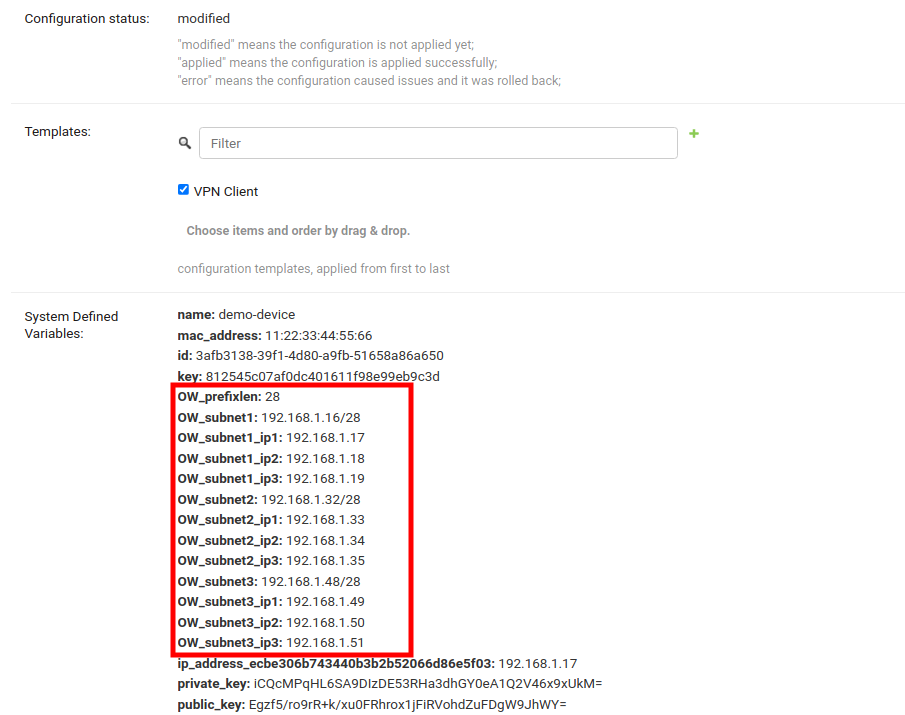 Configuration status: modified
"modified" means the configuration is not applied yet;
"applied" means the configuration is applied successfully;
"error" means the configuration caused issues and it was rolled back;
Templates:
Filter
VPN Client
Choose items and order by drag & drop.
configuration templates, applied from first to last
System Defined Variables:
name: demo-device
mac_address: 11:22:33:44:55:66
id: 3afb3138-39f1-4d80-a9fb-51658a86a650
key: 812545c07af0dc401611f98e99eb9c3d
OW_prefixlen: 28
OW_subnet1: 192.168.1.16/28
OW_subnet1_ip1: 192.168.1.17
OW_subnet1_ip2: 192.168.1.18
OW_subnet1_ip3: 192.168.1.19
OW_subnet2: 192.168.1.32/28
OW_subnet2_ip1: 192.168.1.33
OW_subnet2_ip2: 192.168.1.34
OW_subnet2_ip3: 192.168.1.35
OW_subnet3: 192.168.1.48/28
OW_subnet3_ip1: 192.168.1.49
OW_subnet3_ip2: 192.168.1.50
OW_subnet3_ip3: 192.168.1.51
ip_address_ecbe306b743440b3b2b52066d86e5f03: 192.168.1.17
private_key: iCQcMPqHL6SA9DIzDE53RHa3dhGY0eA1Q2V46x9xUkM=
public_key: Egzf5/ro9rR+k/xu0FRhrox1jFiRVohdZuFDgW9JhWY=